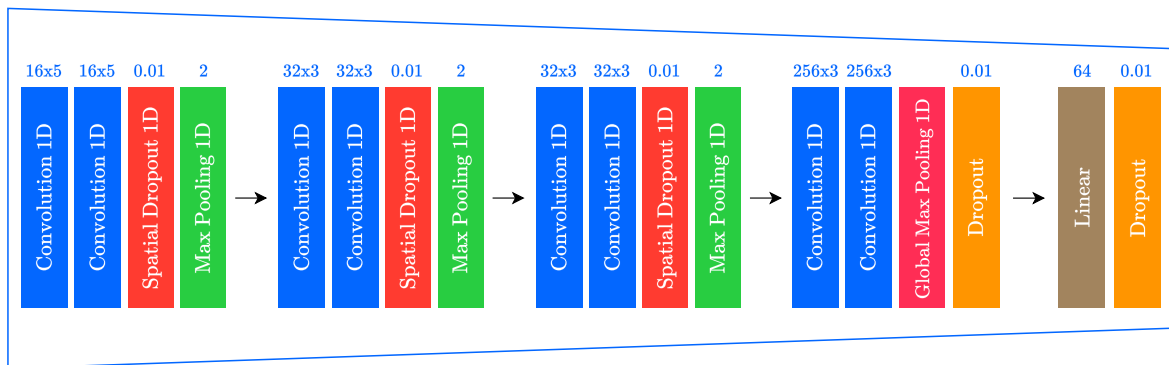 16x5 16x5 0.01 2 32x3 32x3 0.01 2 32x3 32x3 0.01 2 256x3 256x3 0.01 64 0.01
Convolution 1D
Convolution 1D
Spatial Dropout 1D
Max Pooling 1D
Convolution 1D
Convolution 1D
Spatial Dropout 1D
Max Pooling 1D
Convolution 1D
Convolution 1D
Spatial Dropout 1D
Max Pooling 1D
Convolution 1D
Convolution 1D
Global Max Pooling 1D
Dropout
Linear
Dropout